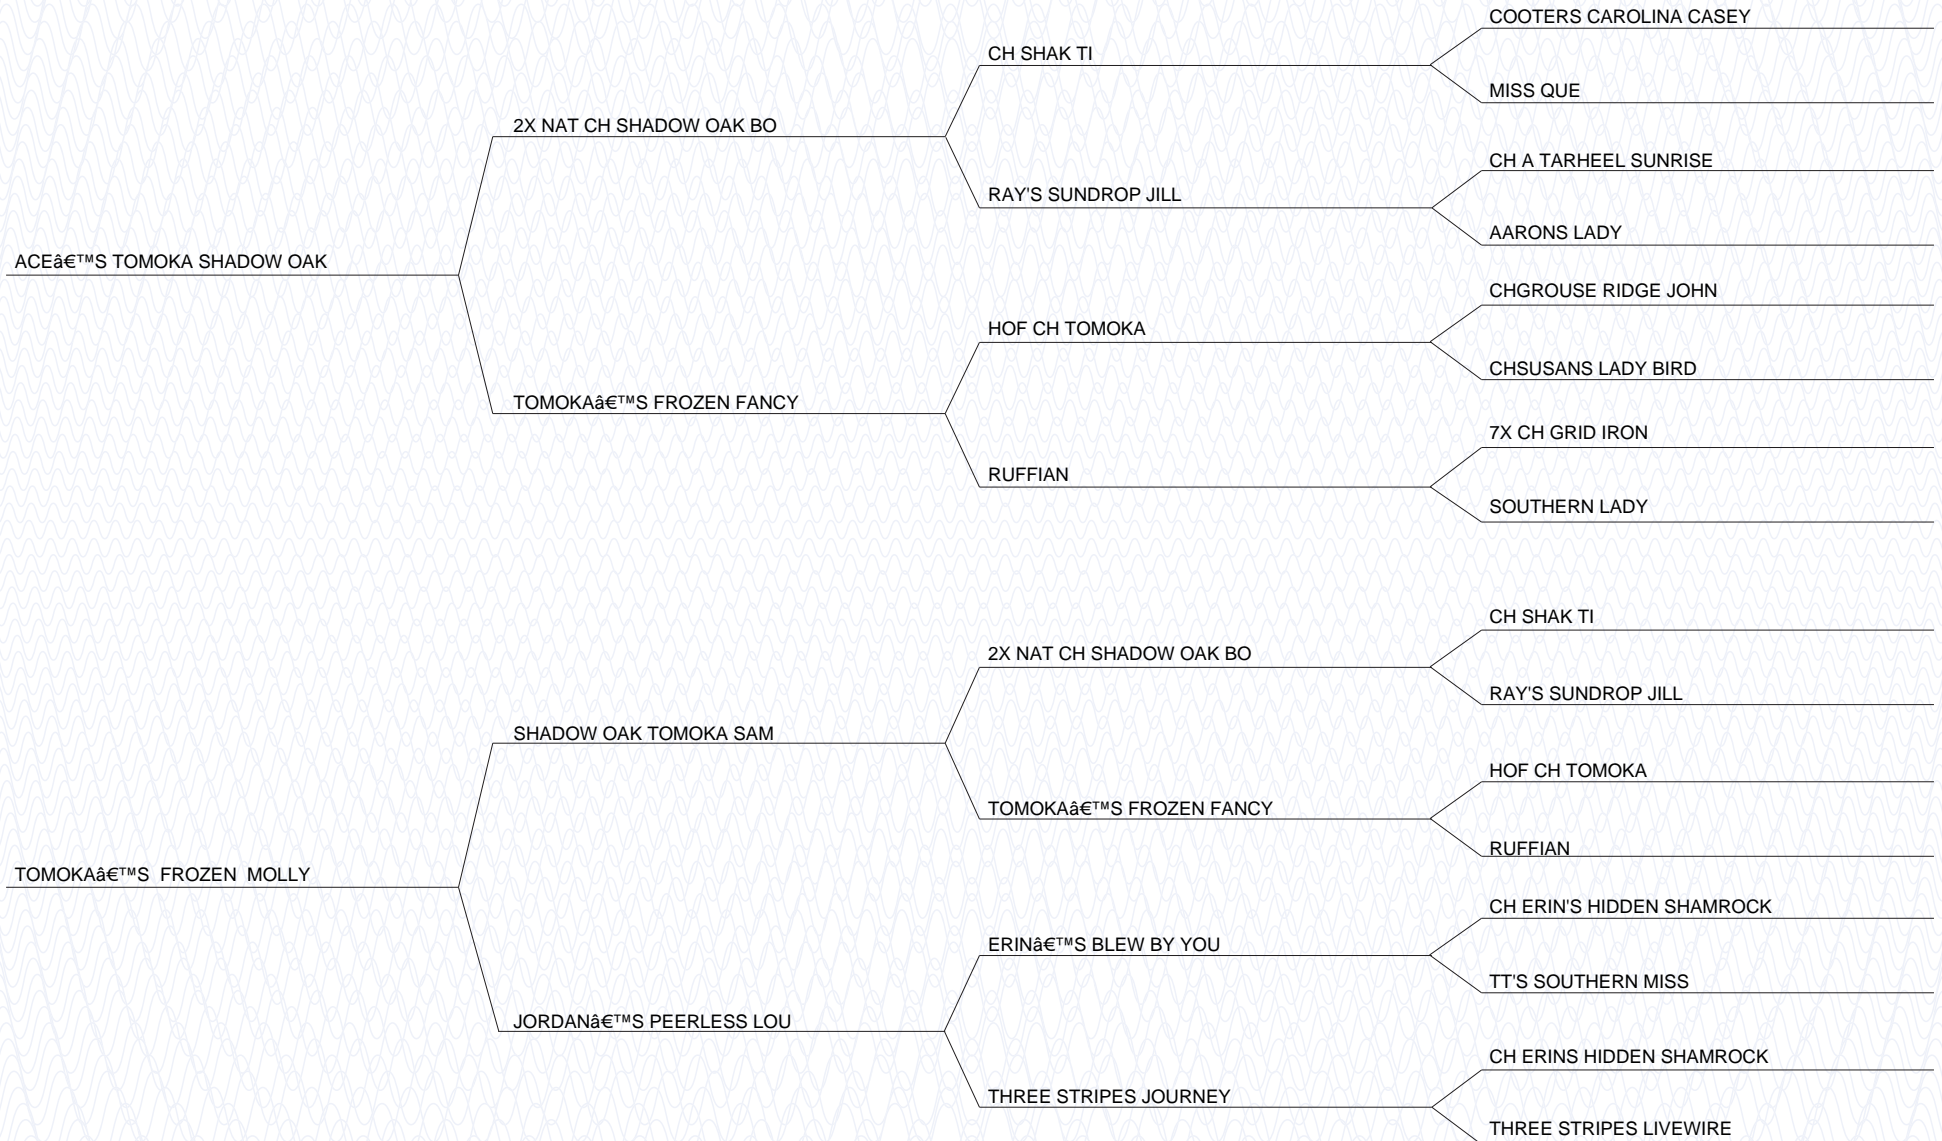 COOTERS CAROLINA CASEY
CH SHAK TI
MISS QUE
2X NAT CH SHADOW OAK BO
CH A TARHEEL SUNRISE
RAY'S SUNDROP JILL
AARONS LADY
ACEâ€™S TOMOKA SHADOW OAK
CHGROUSE RIDGE JOHN
HOF CH TOMOKA
CHSUSANS LADY BIRD
TOMOKAâ€™S FROZEN FANCY
7X CH GRID IRON
RUFFIAN
SOUTHERN LADY
CH SHAK TI
2X NAT CH SHADOW OAK BO
RAY'S SUNDROP JILL
SHADOW OAK TOMOKA SAM
HOF CH TOMOKA
TOMOKAâ€™S FROZEN FANCY
RUFFIAN
TOMOKAâ€™S  FROZEN  MOLLY
CH ERIN'S HIDDEN SHAMROCK
ERINâ€™S BLEW BY YOU
TT'S SOUTHERN MISS
JORDANâ€™S PEERLESS LOU
CH ERINS HIDDEN SHAMROCK
THREE STRIPES JOURNEY
THREE STRIPES LIVEWIRE